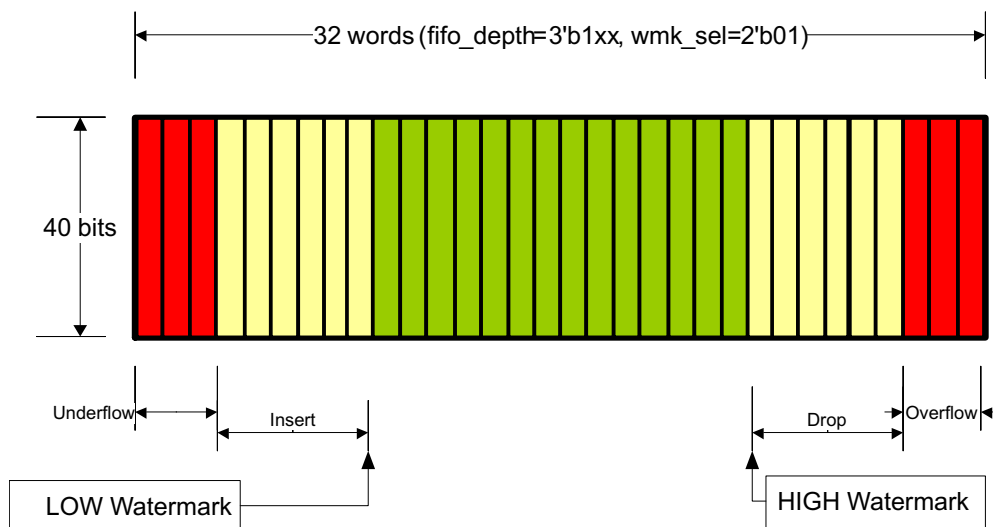 32 words (fifo_depth=3'b1xx, wmk_sel=2'b01)
40 bits
Underflow
Insert
Drop
Overflow
LOW Watermark
HIGH Watermark